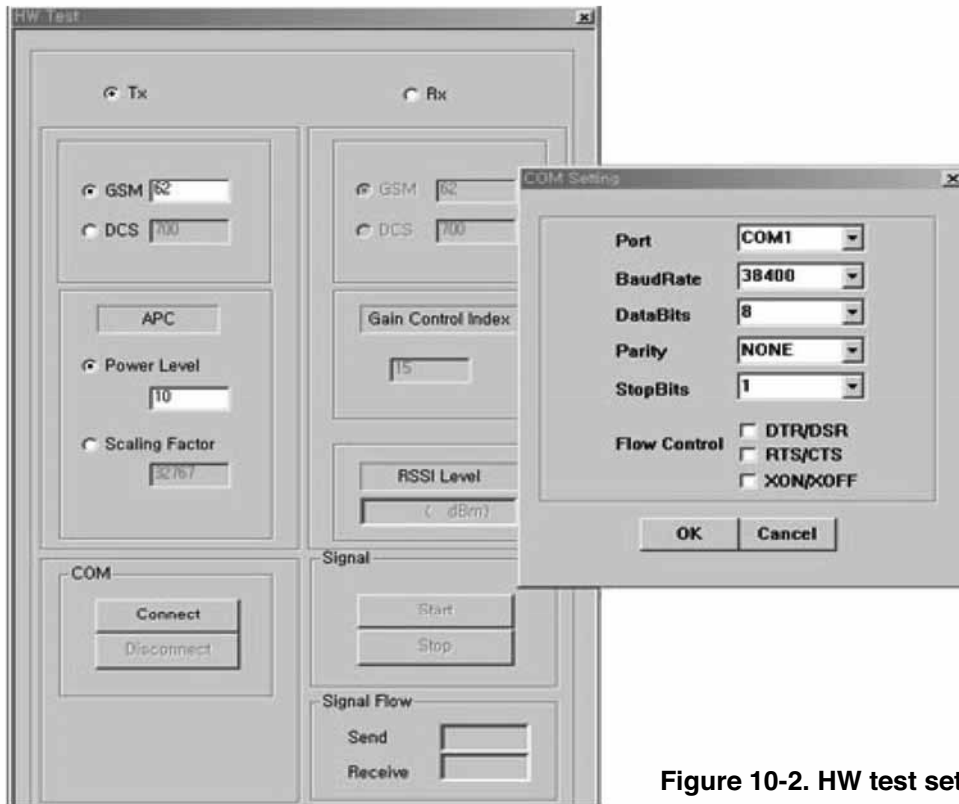 HW Test
Tx
Rx
GSM 62
DCS 700
APC
Power Level
10
Scaling Factor
32767
GSM 62
DCS 700
Gain Control Index
15
RSSI Level
( dBm)
COM
Connect
Disconnect
Signal
Start
Stop
Signal Flow
Send
Receive
COM Setting
Port COM1
BaudRate 38400
DataBits 8
Parity NONE
StopBits 1
Flow Control
DTR/DSR
RTS/CTS
XON/XOFF
OK
Cancel
Figure 10-2. HW test set